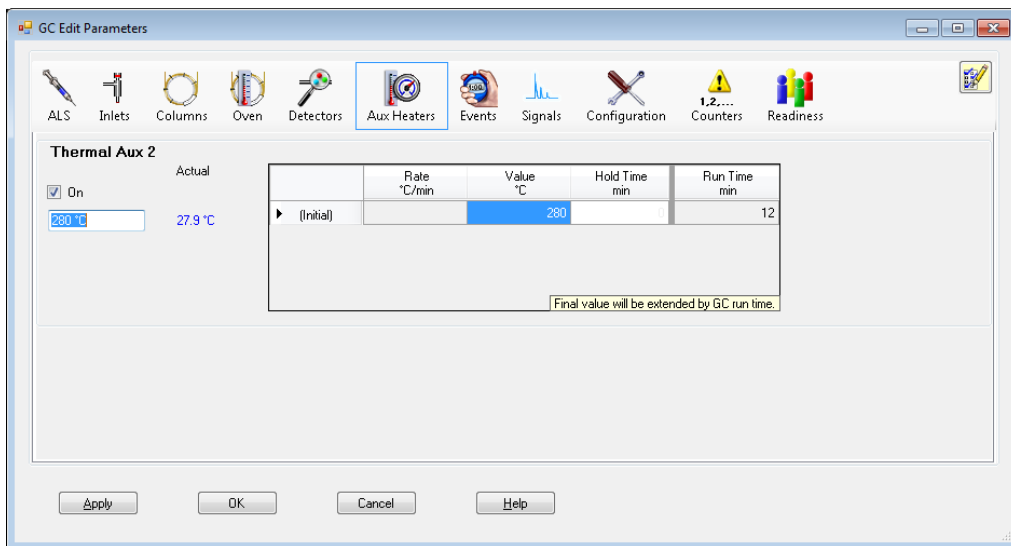 GC Edit Parameters
ALS Inlets Columns Oven Detectors Aux Heaters Events Signals Configuration 1,2,... Counters Readiness
Thermal Aux 2
Actual
On
280 °C 27.9 °C
Rate °C/min Value °C Hold Time min Run Time min
(Initial) 280 0 12
Final value will be extended by GC run time.
Apply OK Cancel Help